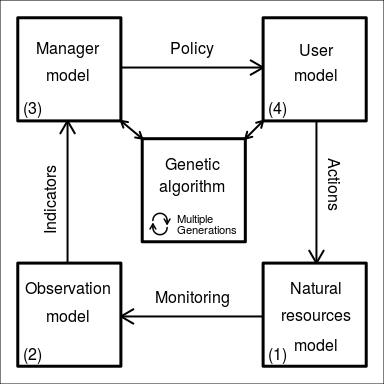 Manager
model
(3)
Policy
User
model
(4)
Genetic
algorithm
Multiple
Generations
Indicators
Actions
Observation
model
(2)
Monitoring
Natural
resources
(1) model